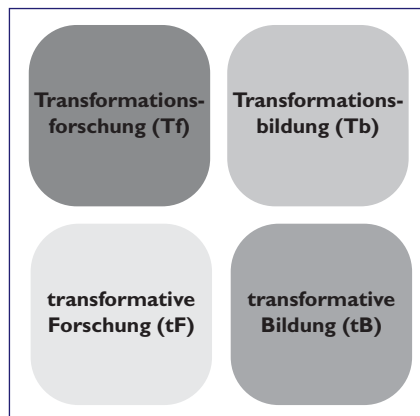 Transformations-
forschung (Tf)
Transformations-
bildung (Tb)
transformative
Forschung (tF)
transformative
Bildung (tB)